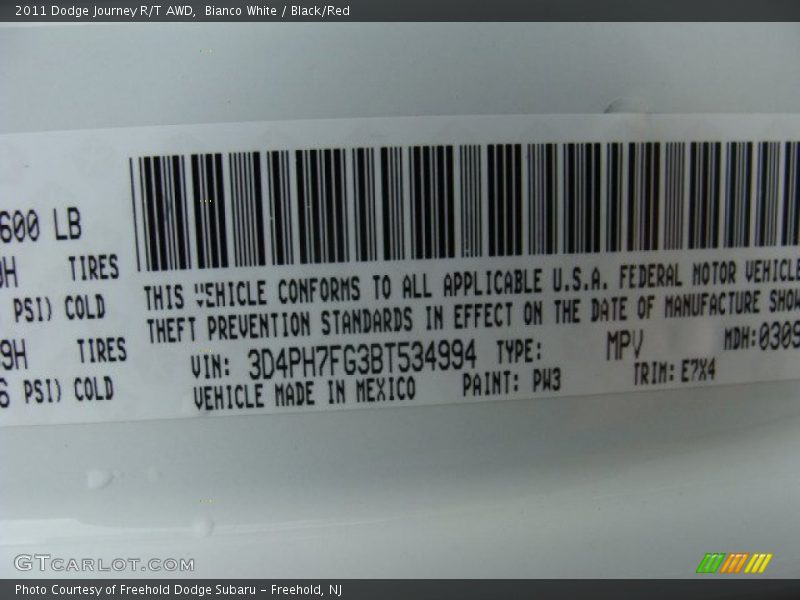 2011 Dodge Journey R/T AWD,  Bianco White / Black/Red
600 LB
TIRES
PSI) COLD
9H TIRES
PSI) COLD
THIS VEHICLE CONFORMS TO ALL APPLICABLE U.S.A. FEDERAL MOTOR VEHICLE
THEFT PREVENTION STANDARDS IN EFFECT ON THE DATE OF MANUFACTURE SHOW
VIN: 3D4PH7FG3BT534994 TYPE: MPV MDH:0309
VEHICLE MADE IN MEXICO PAINT: PW3 TRIM: E7X4
GTCARLOT.COM
Photo Courtesy of Freehold Dodge Subaru – Freehold, NJ